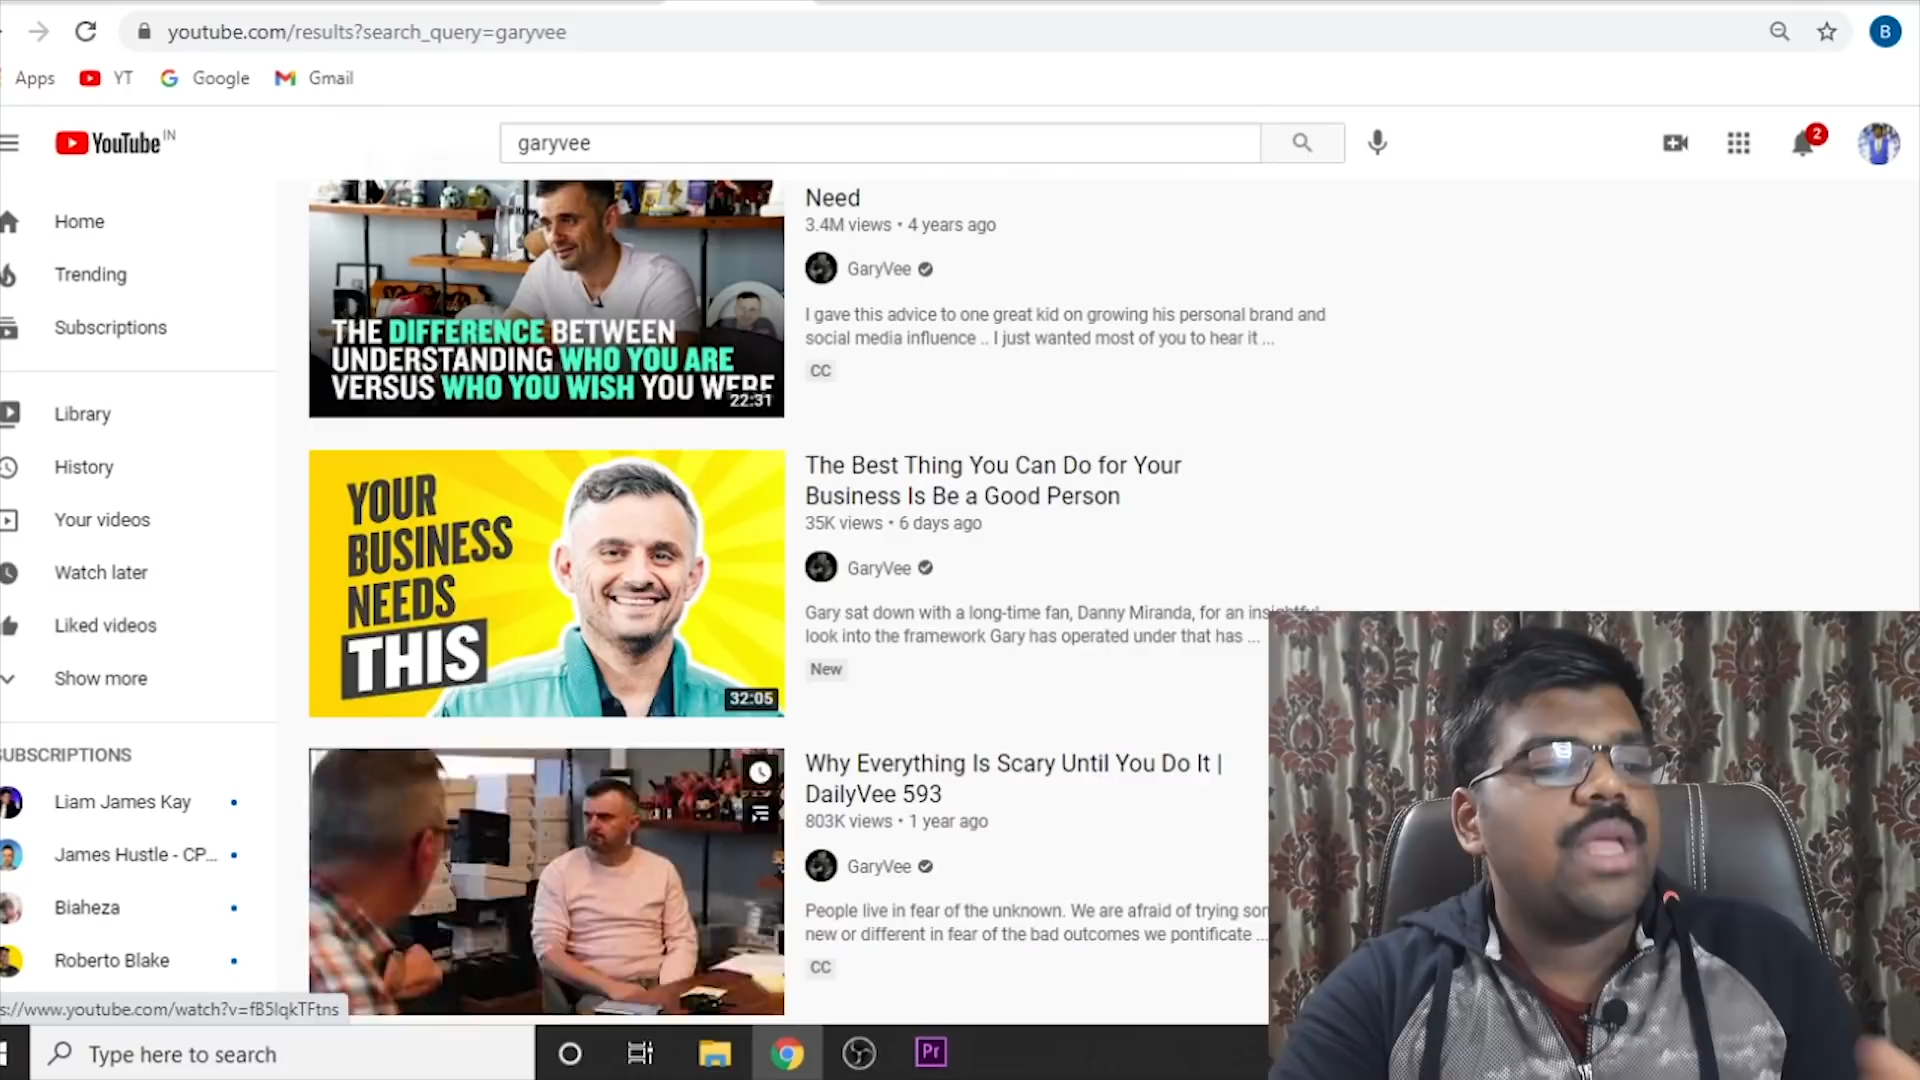 youtube.com/results?search_query=garyvee
B
Apps
YT
Google
Gmail
YouTube IN
garyvee
2
Home
Trending
Subscriptions
Library
History
Your videos
Watch later
Liked videos
Show more
SUBSCRIPTIONS
Liam James Kay
James Hustle - CP...
Biaheza
Roberto Blake
THE DIFFERENCE BETWEEN
UNDERSTANDING WHO YOU ARE
VERSUS WHO YOU WISH YOU WERE
22:31
Need
3.4M views • 4 years ago
GaryVee
I gave this advice to one great kid on growing his personal brand and
social media influence .. I just wanted most of you to hear it ...
CC
YOUR
BUSINESS
NEEDS
THIS
32:05
The Best Thing You Can Do for Your
Business Is Be a Good Person
35K views • 6 days ago
GaryVee
Gary sat down with a long-time fan, Danny Miranda, for an insightful
look into the framework Gary has operated under that has ...
New
Why Everything Is Scary Until You Do It |
DailyVee 593
803K views • 1 year ago
GaryVee
People live in fear of the unknown. We are afraid of trying
new or different in fear of the bad outcomes we pontificate ...
CC
s://www.youtube.com/watch?v=fB5lqkTFtns
Type here to search
Pr